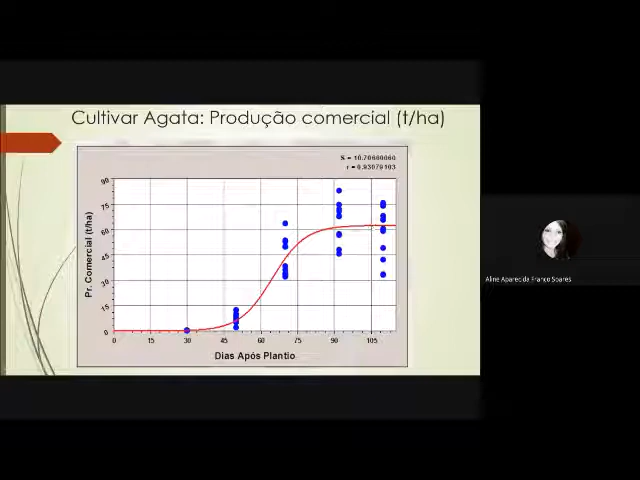 Cultivar Agata: Produção comercial (t/ha)
S = 10.70600060
r = 0.93079103
Pr. Comercial (t/ha)
90
75
60
45
30
15
0
0 15 30 45 60 75 90 105
Dias Após Plantio
Aline Aparecida Franco Soares